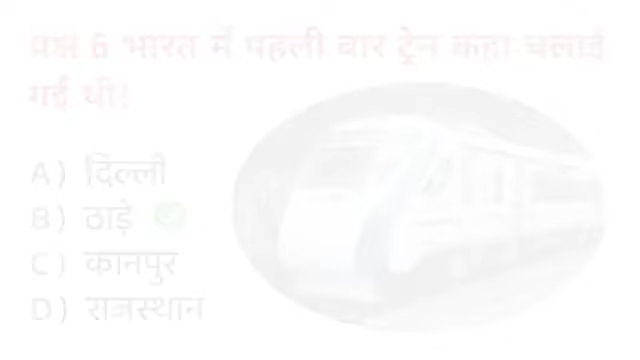 प्रश्न 6 भारत में पहली बार ट्रेन कहा चलाई
गई थी?
A) दिल्ली
B) ठाड़े
C) कानपुर
D) राजस्थान